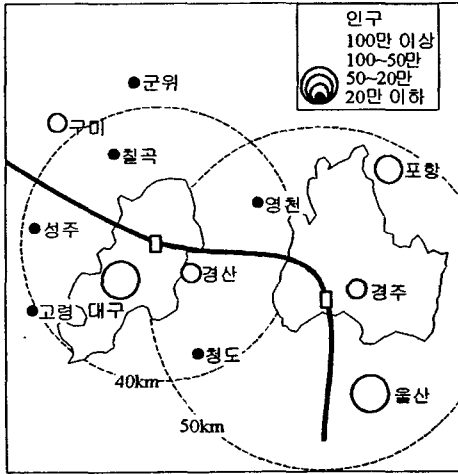 인구
100만 이상
100~50만
50~20만
20만 이하
군위
구미
칠곡
포항
영천
성주
경산
경주
대구
고령
청도
40km
울산
50km